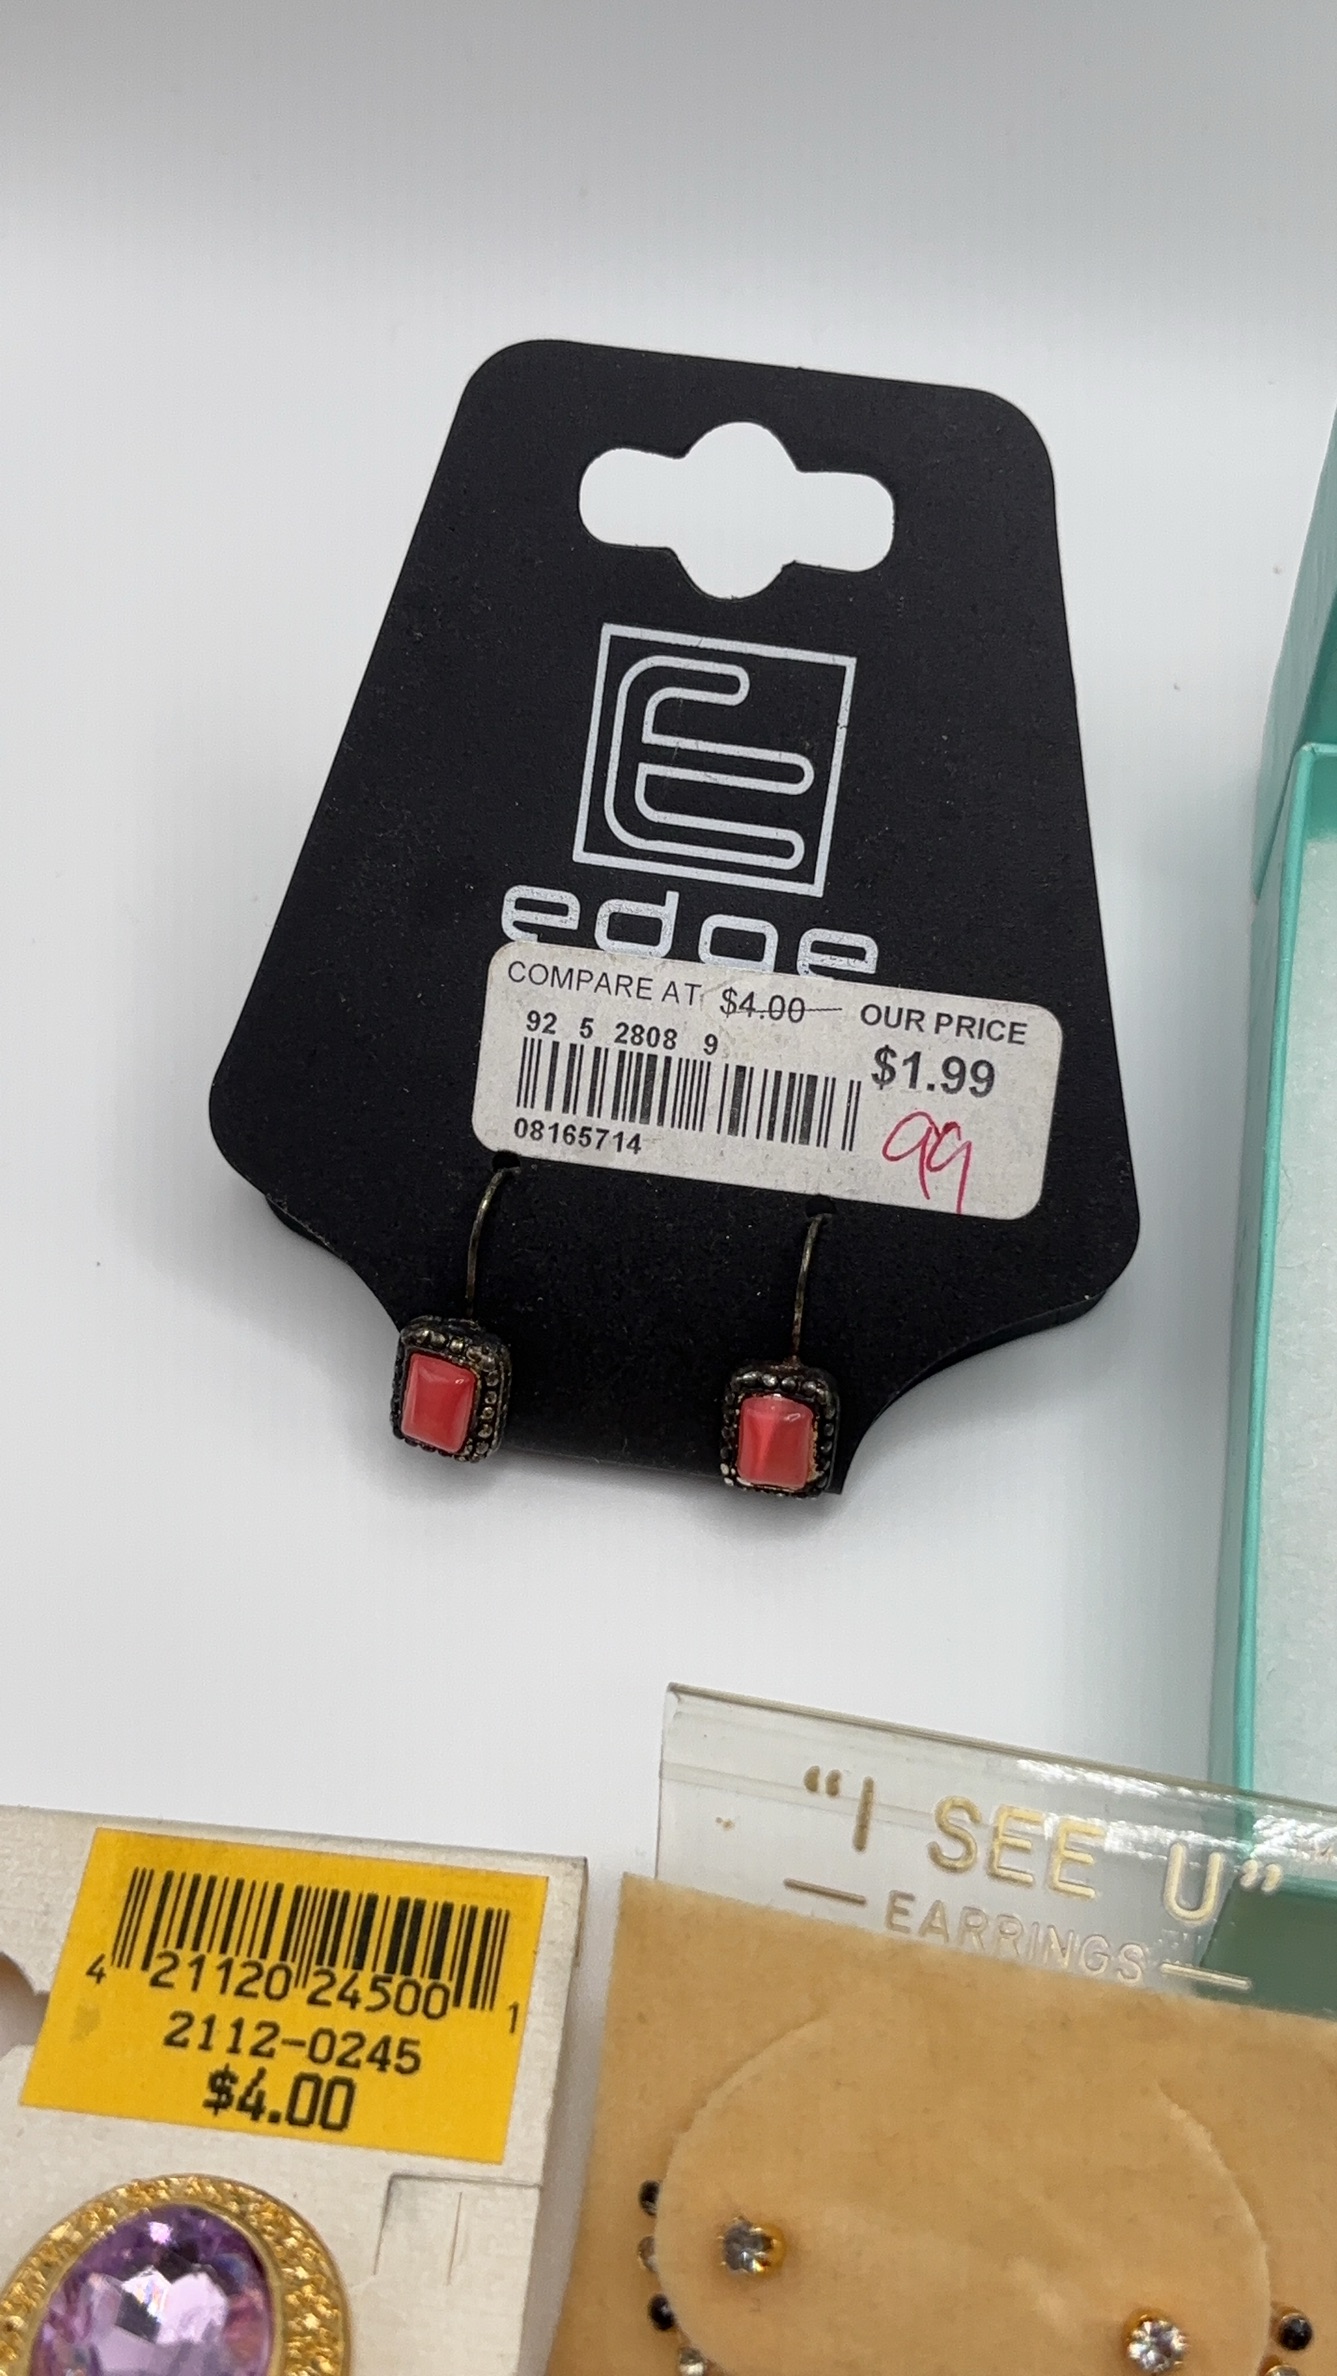 E
edge
COMPARE AT $4.00 OUR PRICE
92 5 2808 9
$1.99
08165714
99
"I SEE U"
— EARRINGS —
4 21120 24500 1
2112-0245
$4.00